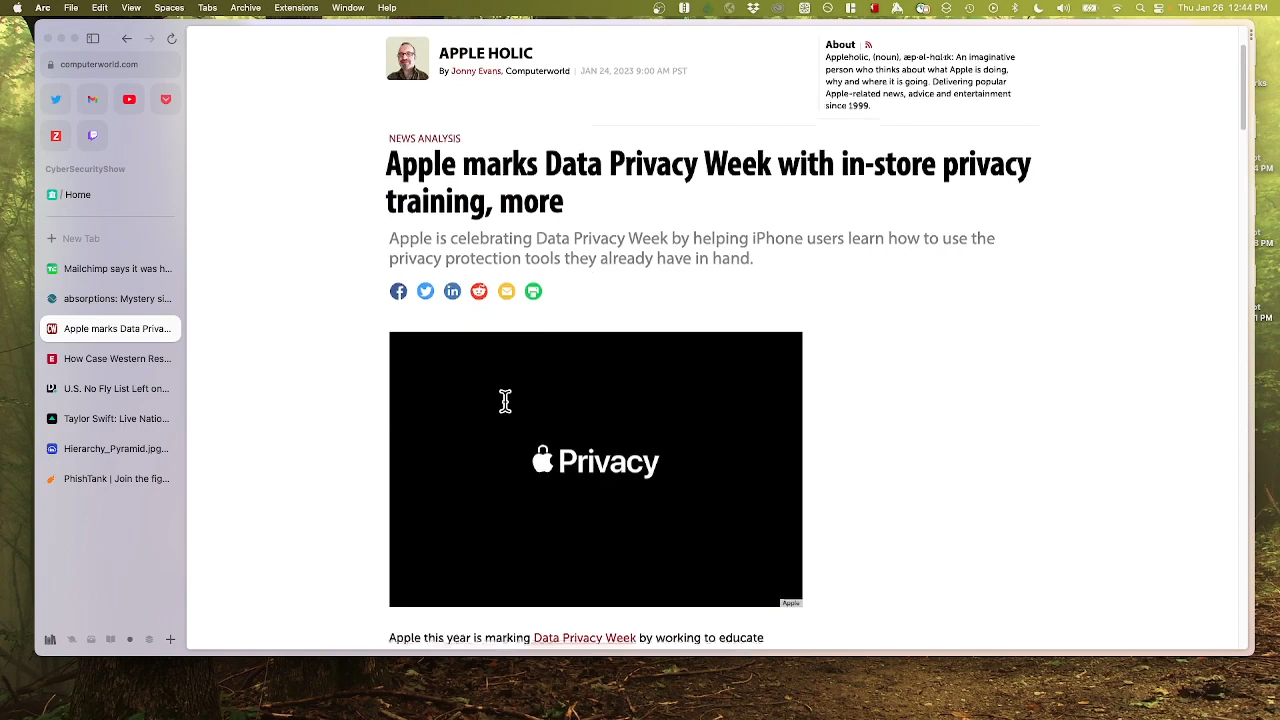 Arc File Edit View Spaces Tabs Archive Extensions Window Help
Thu Jan 26 12:44 PM
computerworld.com
CyberSecurityShow
Home
New Tab
Mailchimp...
Sapphos: Mystery...
Apple marks Data Priva...
How Case Western Res...
U.S. No Fly List Left on...
Taylor Swift: Live Natio...
Hierarchy_Pyramid.jpg...
PhishTank | Join the fig...
APPLE HOLIC
By Jonny Evans, Computerworld | JAN 24, 2023 9:00 AM PST
About
Appleholic, (noun), æp·əl-hɑl·ɪk: An imaginative
person who thinks about what Apple is doing,
why and where it is going. Delivering popular
Apple-related news, advice and entertainment
since 1999.
NEWS ANALYSIS
Apple marks Data Privacy Week with in-store privacy
training, more
Apple is celebrating Data Privacy Week by helping iPhone users learn how to use the
privacy protection tools they already have in hand.
Privacy
Apple
Apple this year is marking Data Privacy Week by working to educate